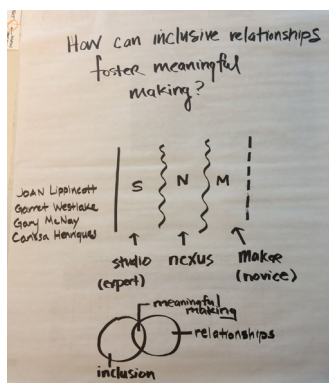 How can inclusive relationships
foster meaningful
making?
S N M
JOAN Lippincott
Garret Westlake
Gary McNay
Carissa Henriques
studio nexus maker
(expert) (novice)
meaningful
making
relationships
inclusion